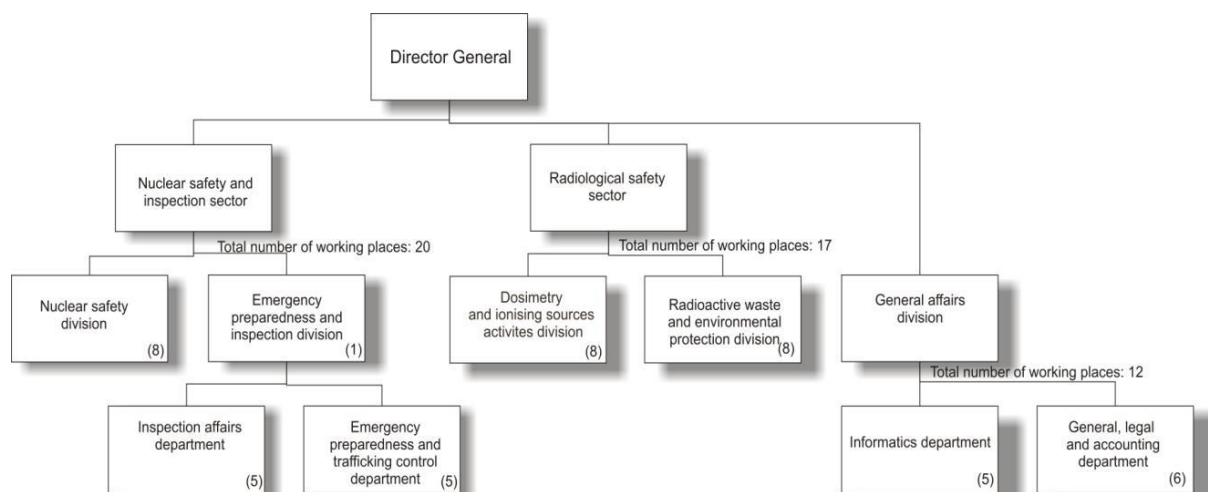 Director General
Nuclear safety and
inspection sector
Radiological safety
sector
Total number of working places: 20
Total number of working places: 17
Nuclear safety
division
(8)
Emergency
preparedness and
inspection division
(1)
Dosimetry
and ionising sources
activites division
(8)
Radioactive waste
and environmental
protection division
(8)
General affairs
division
Total number of working places: 12
Inspection affairs
department
(5)
Emergency
preparedness and
trafficking control
department
(5)
Informatics department
(5)
General, legal
and accounting
department
(6)